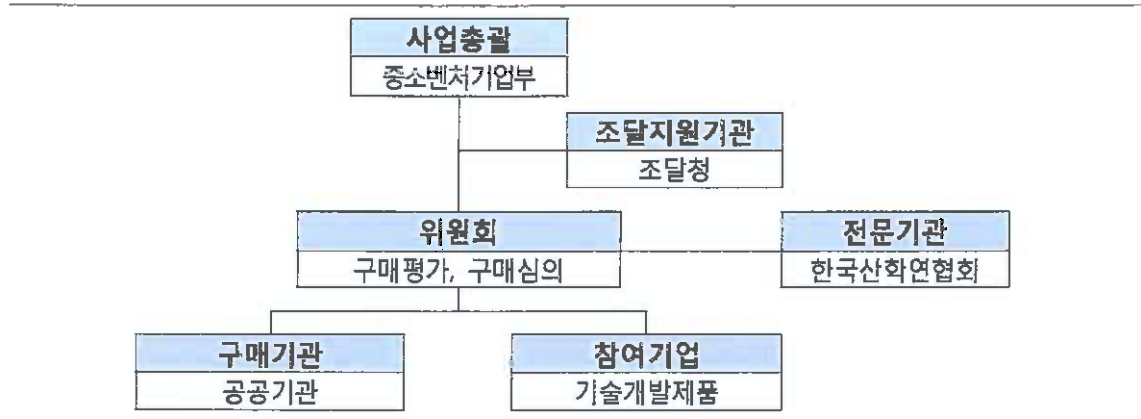 사업총괄
중소벤처기업부
조달지원기관
조달청
위원회
전문기관
구매평가, 구매심의
한국산학연협회
구매기관
참여기업
공공기관
기술개발제품